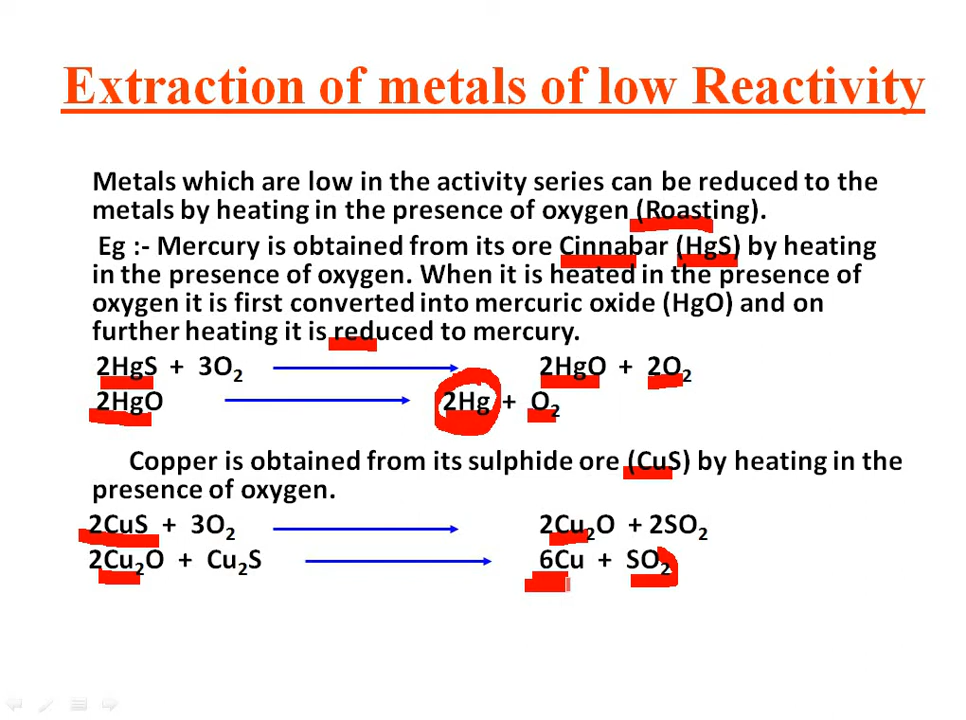 Extraction of metals of low Reactivity
Metals which are low in the activity series can be reduced to the
metals by heating in the presence of oxygen (Roasting).
Eg :- Mercury is obtained from its ore Cinnabar (HgS) by heating
in the presence of oxygen. When it is heated in the presence of
oxygen it is first converted into mercuric oxide (HgO) and on
further heating it is reduced to mercury.
2HgS + 3O₂ 2HgO + 2O₂
2HgO 2Hg + O₂
Copper is obtained from its sulphide ore (CuS) by heating in the
presence of oxygen.
2CuS + 3O₂ 2Cu₂O + 2SO₂
2Cu₂O + Cu₂S 6Cu + SO₂